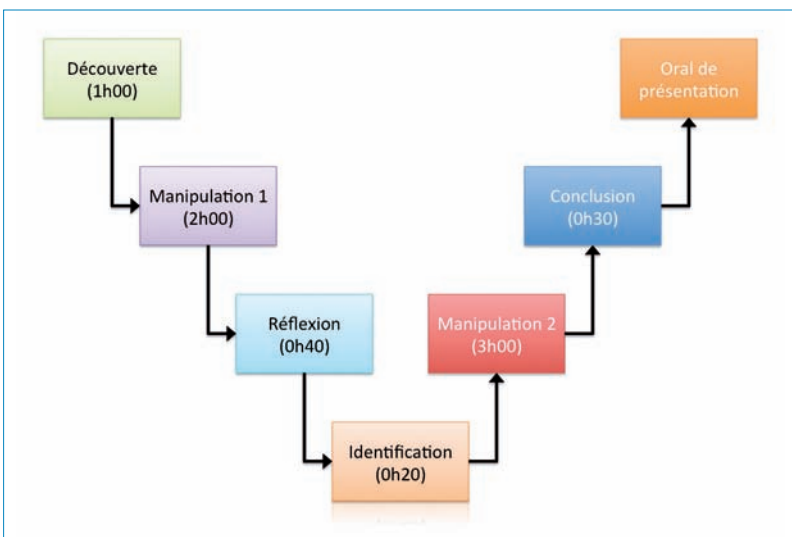 Découverte
(1h00)
Manipulation 1
(2h00)
Réflexion
(0h40)
Identification
(0h20)
Manipulation 2
(3h00)
Conclusion
(0h30)
Oral de
présentation